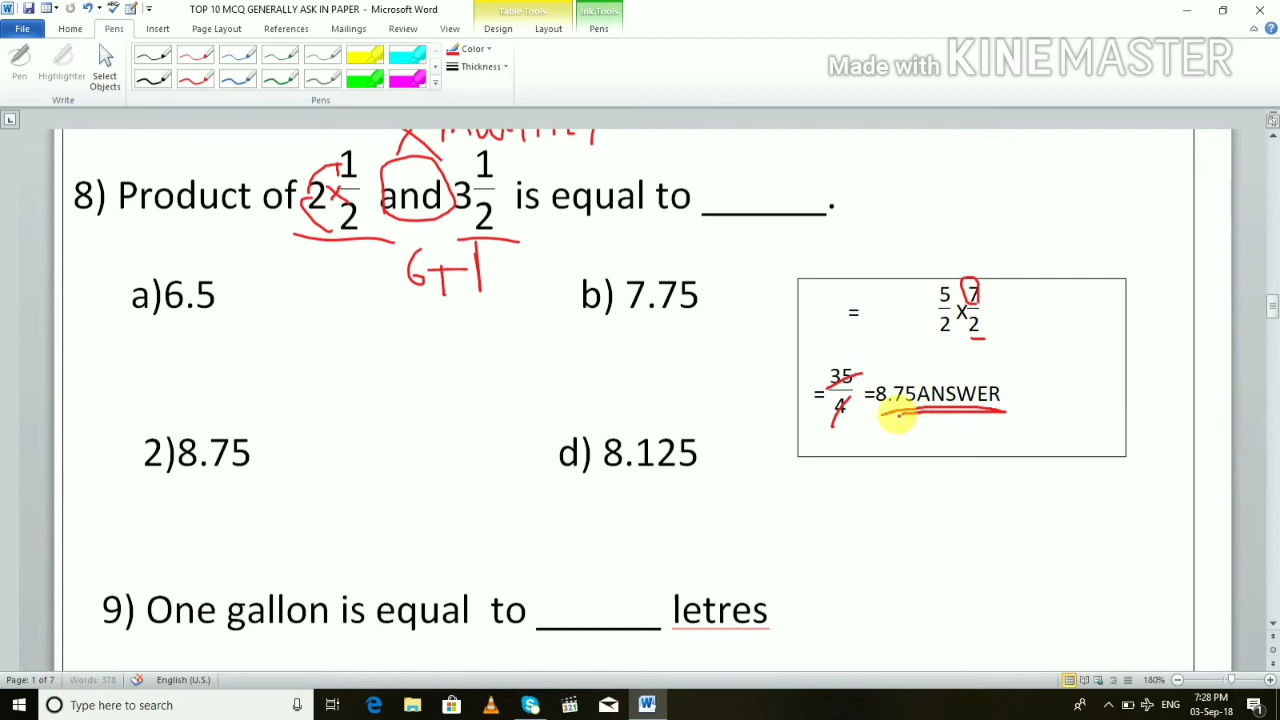 TOP 10 MCQ GENERALLY ASK IN PAPER - Microsoft Word
Table Tools
Ink Tools
File Home Pens Insert Page Layout References Mailings Review View Design Layout Pens
Pen Highlighter Select Objects
Color
Thickness
Write
Pens
Made with KINEMASTER
8) Product of 2 1/2 and 3 1/2 is equal to _______.
×
6+1
a)6.5 b) 7.75
= 5/2 X 7/2
= 35/4 =8.75ANSWER
2)8.75 d) 8.125
9) One gallon is equal to ______ letres
Page: 1 of 7 Words: 378 English (U.S.) 180%
Type here to search
ENG
7:28 PM
03-Sep-18